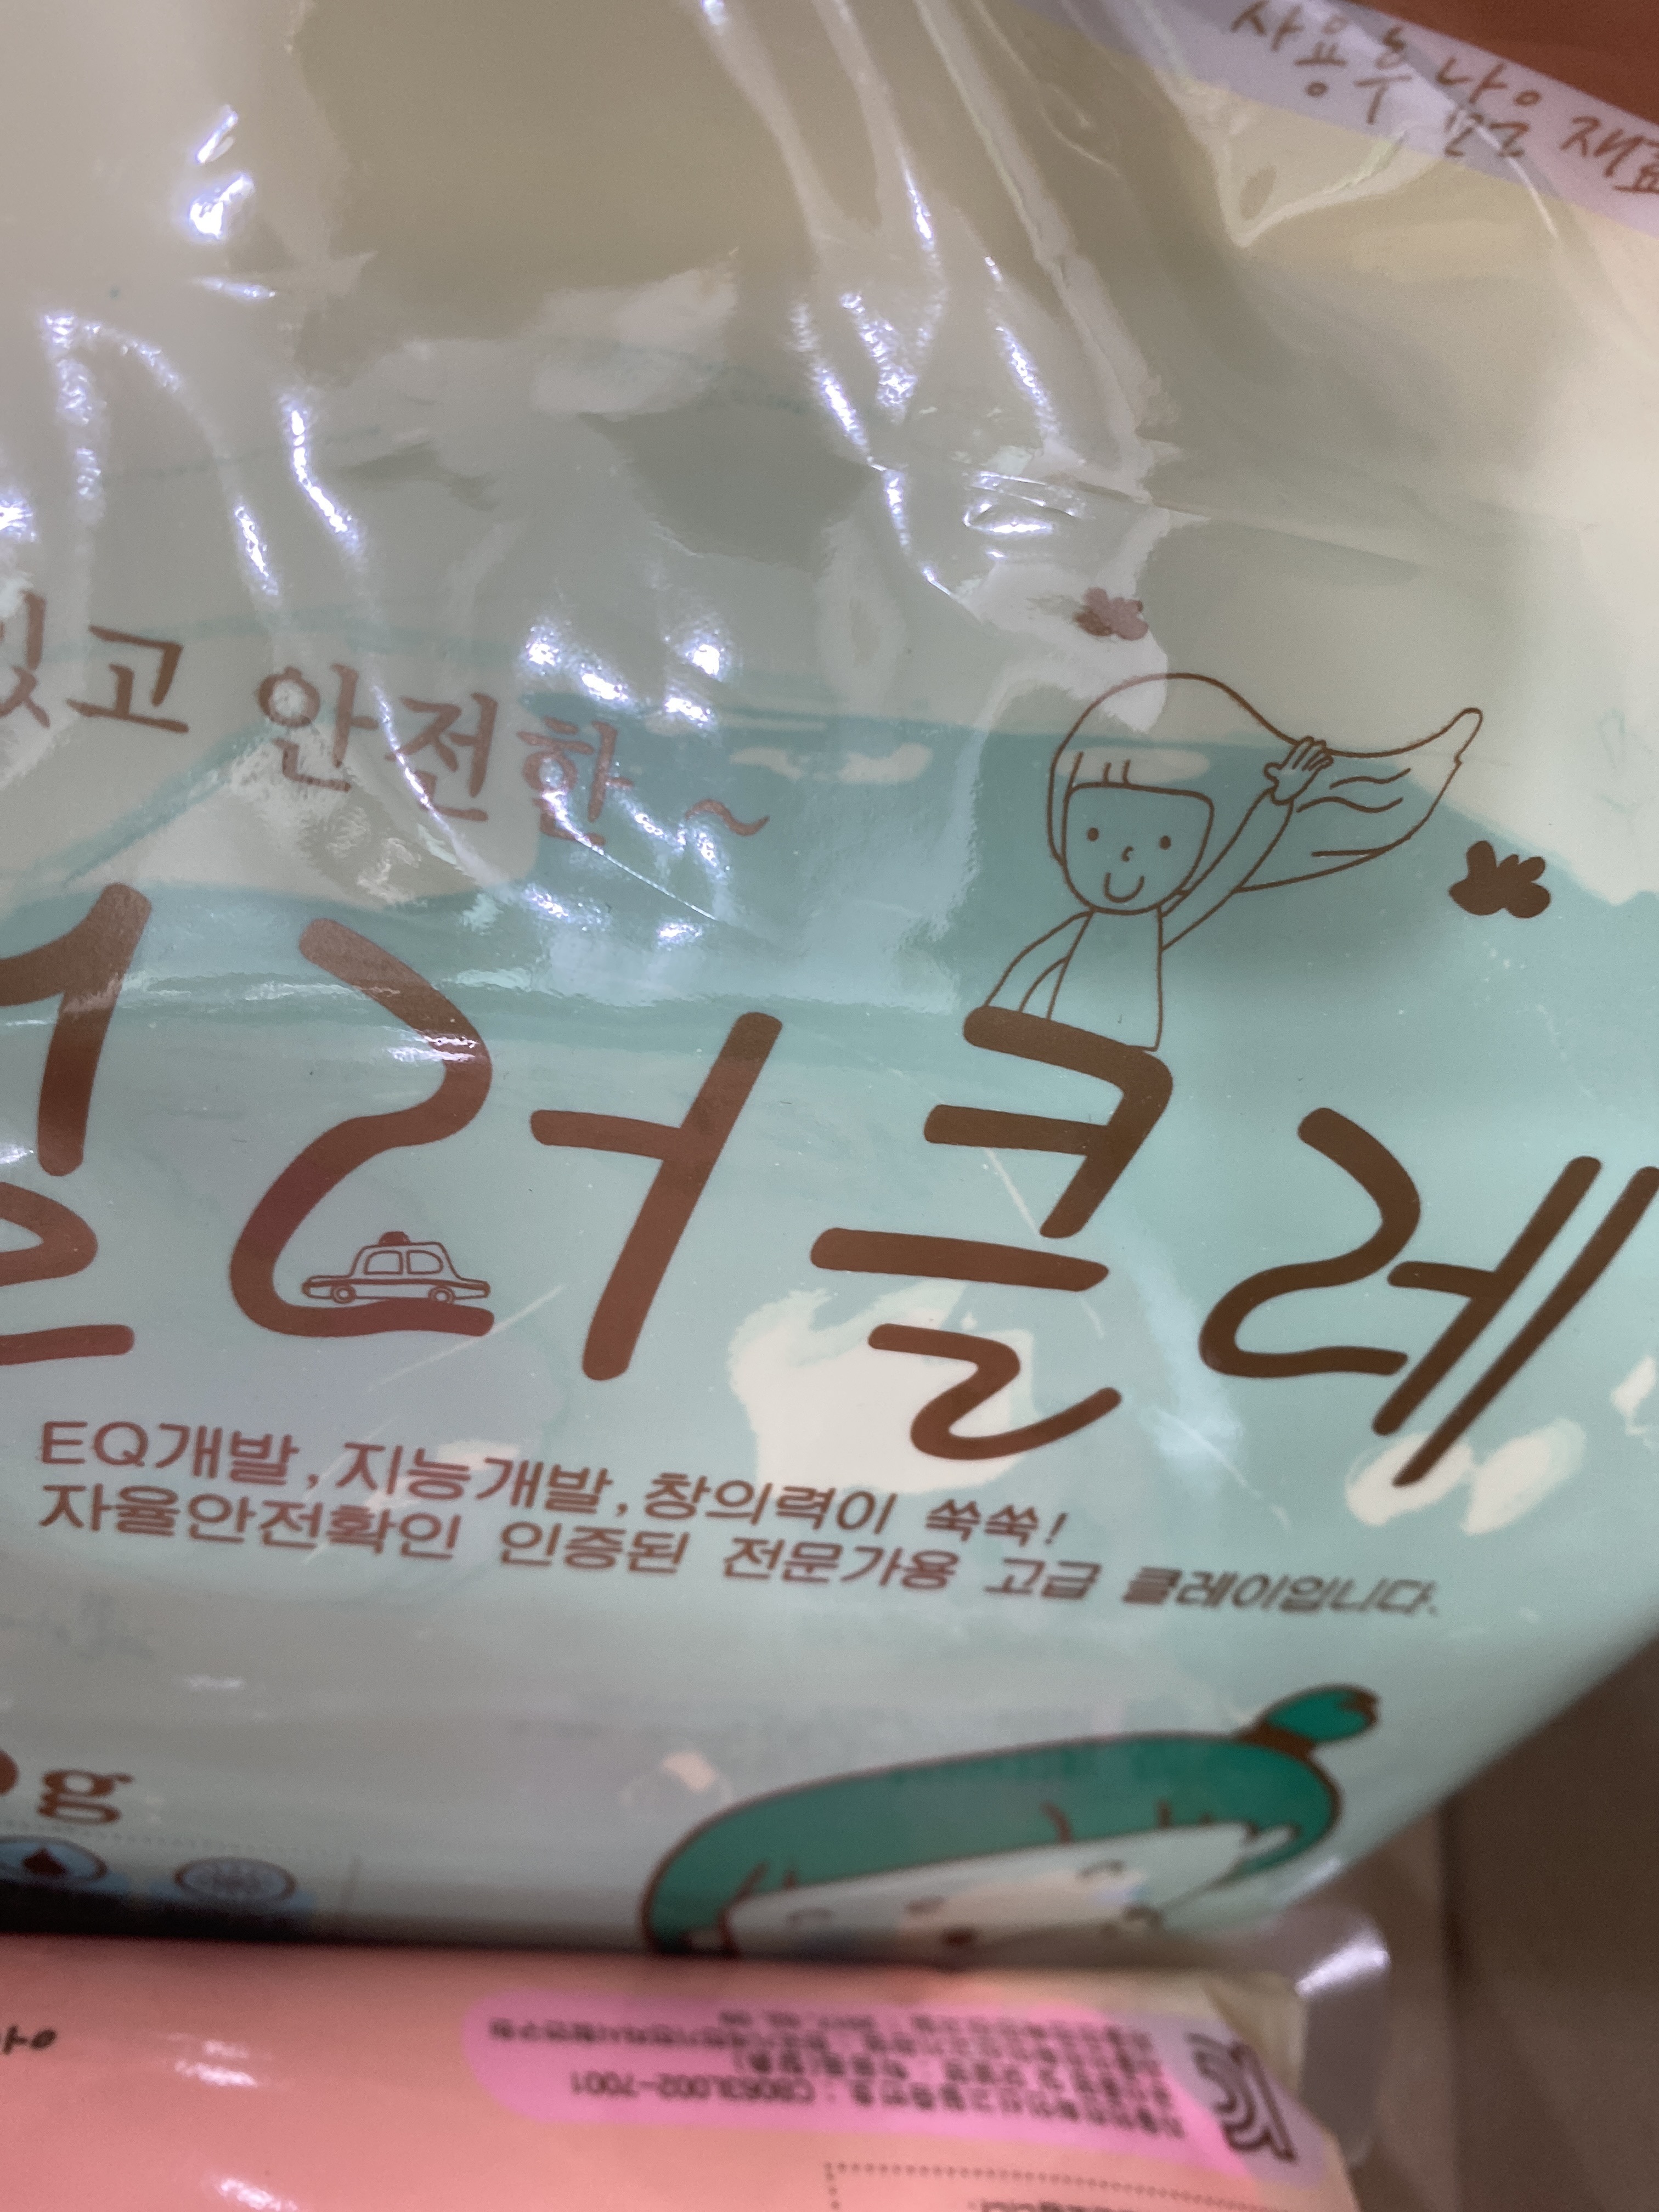 사용후 남은 재료
있고 안전한~
컬러클레
EQ개발, 지능개발, 창의력이 쑥쑥!
자율안전확인 인증된 전문가용 고급 클레이입니다.
g
CB063L002-7001